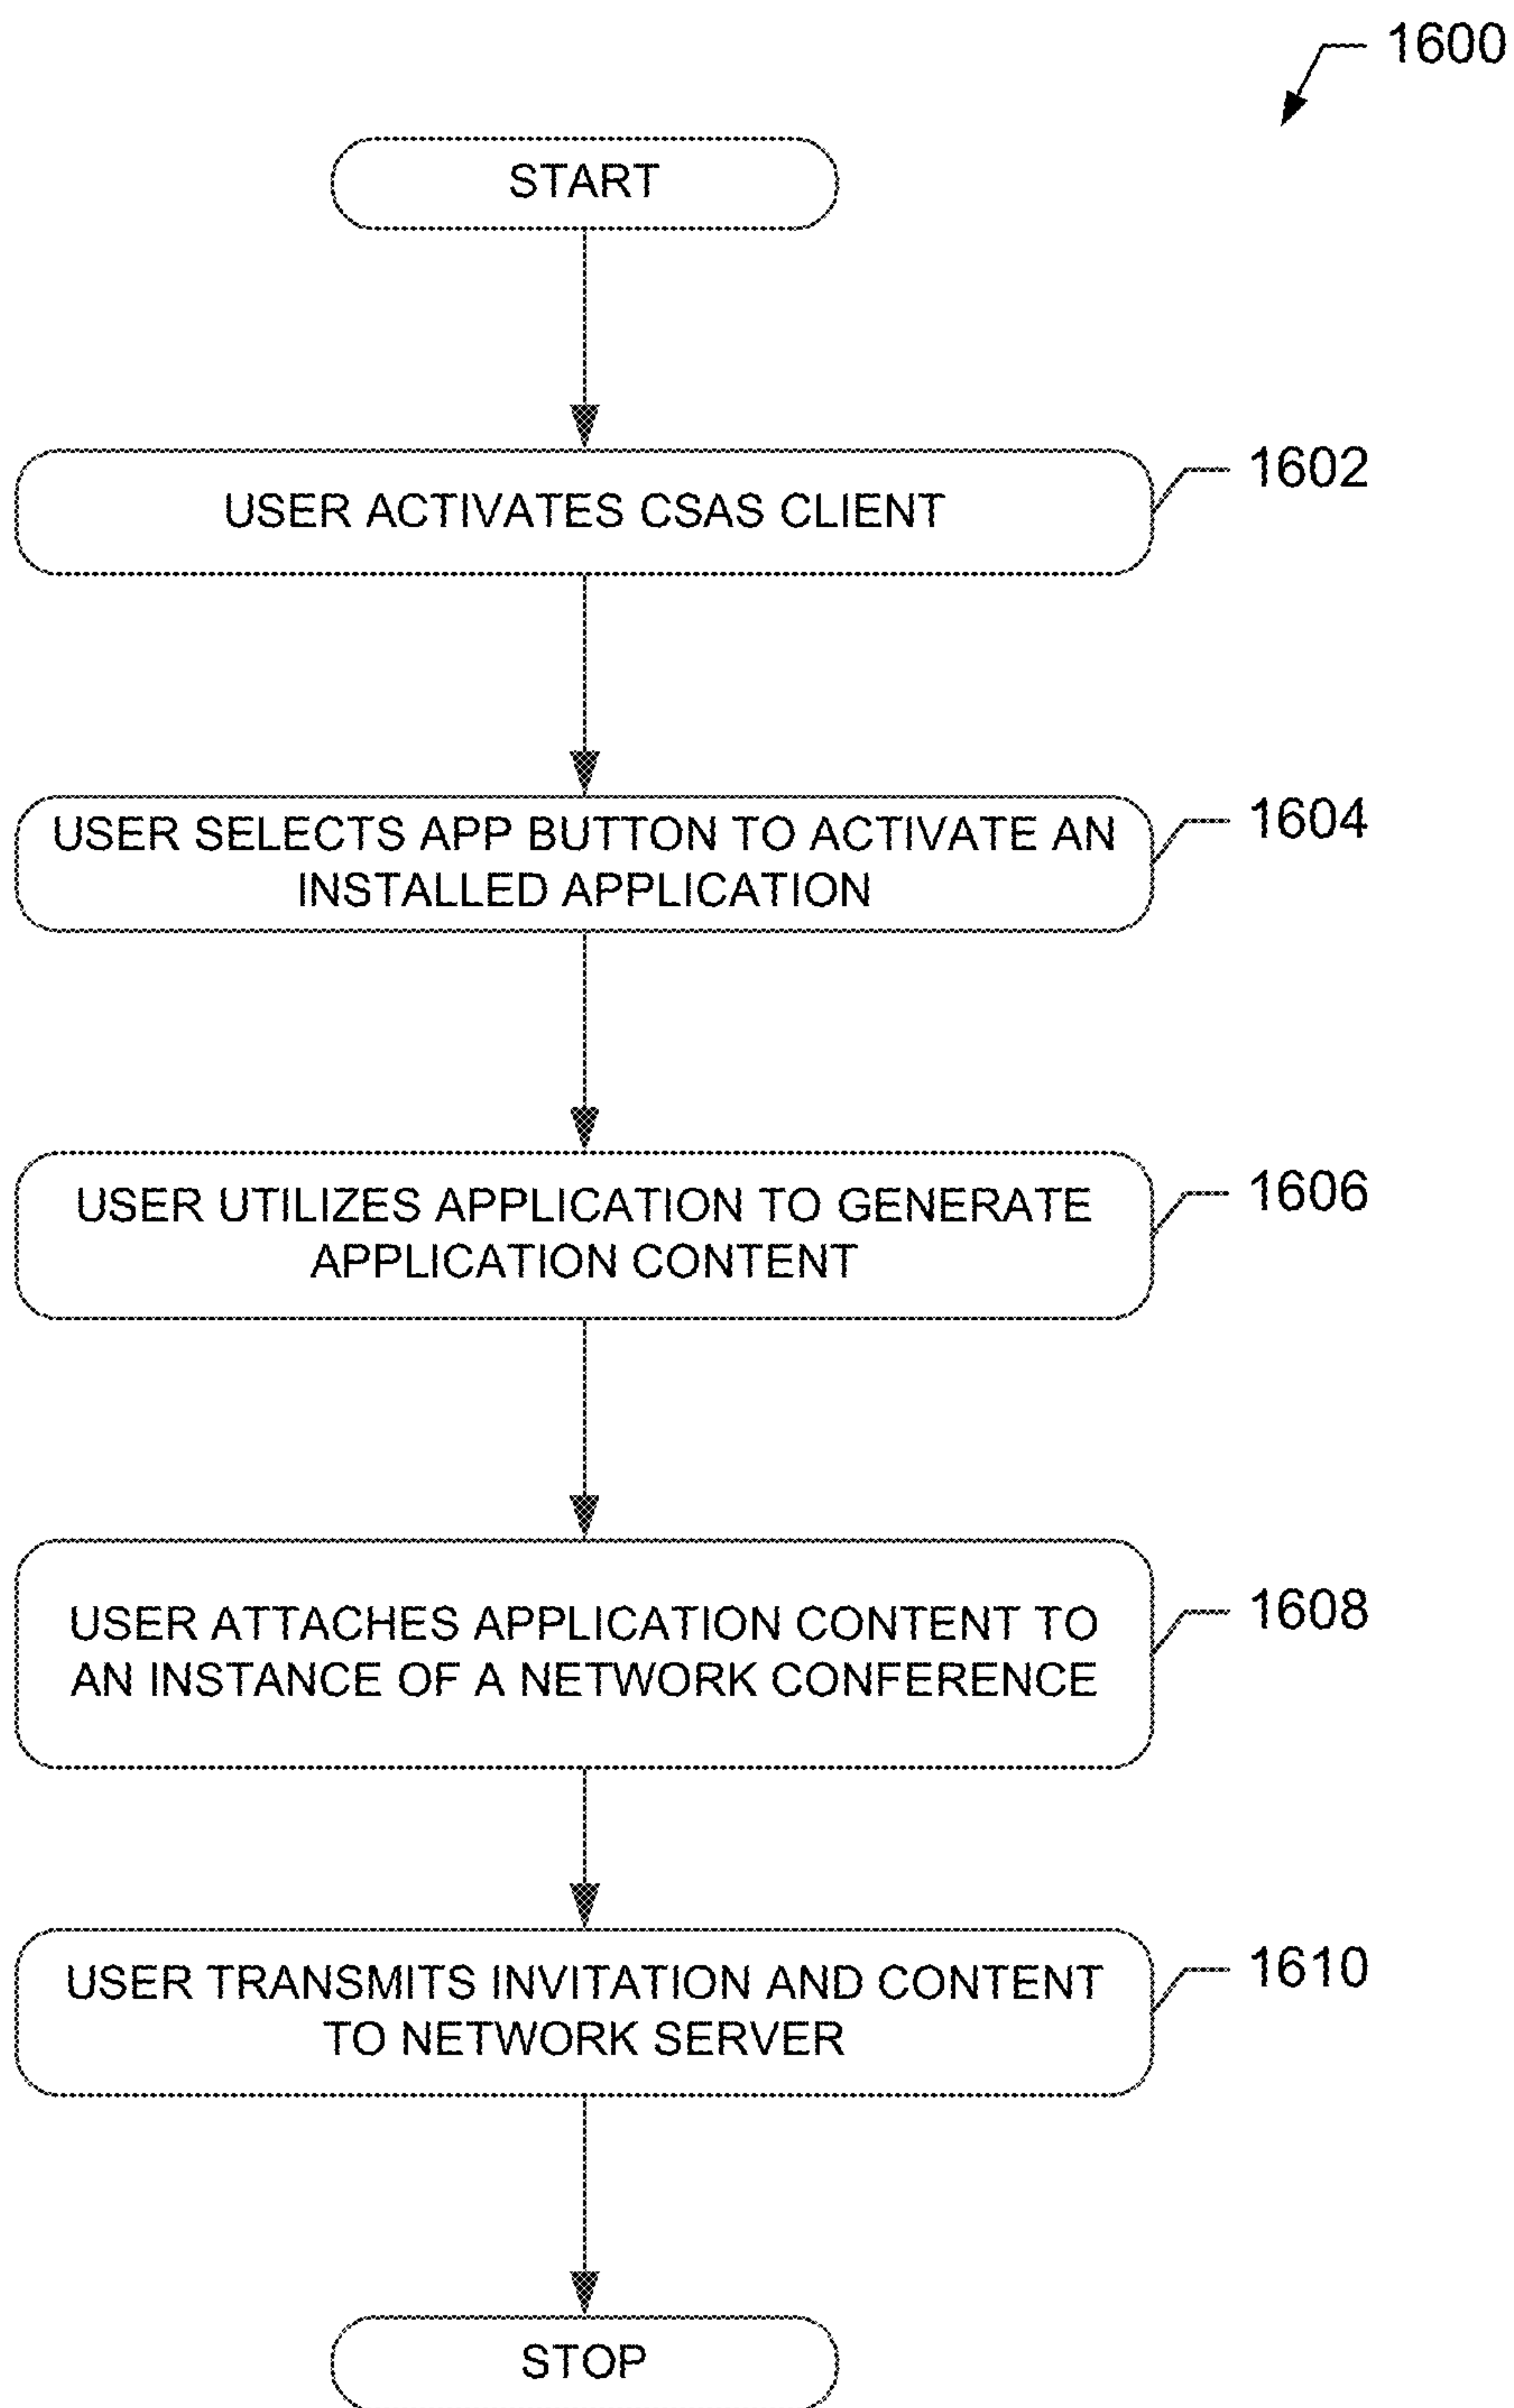 1600
START
USER ACTIVATES CSAS CLIENT
1602
USER SELECTS APP BUTTON TO ACTIVATE AN
INSTALLED APPLICATION
1604
USER UTILIZES APPLICATION TO GENERATE
APPLICATION CONTENT
1606
USER ATTACHES APPLICATION CONTENT TO
AN INSTANCE OF A NETWORK CONFERENCE
1608
USER TRANSMITS INVITATION AND CONTENT
TO NETWORK SERVER
1610
STOP